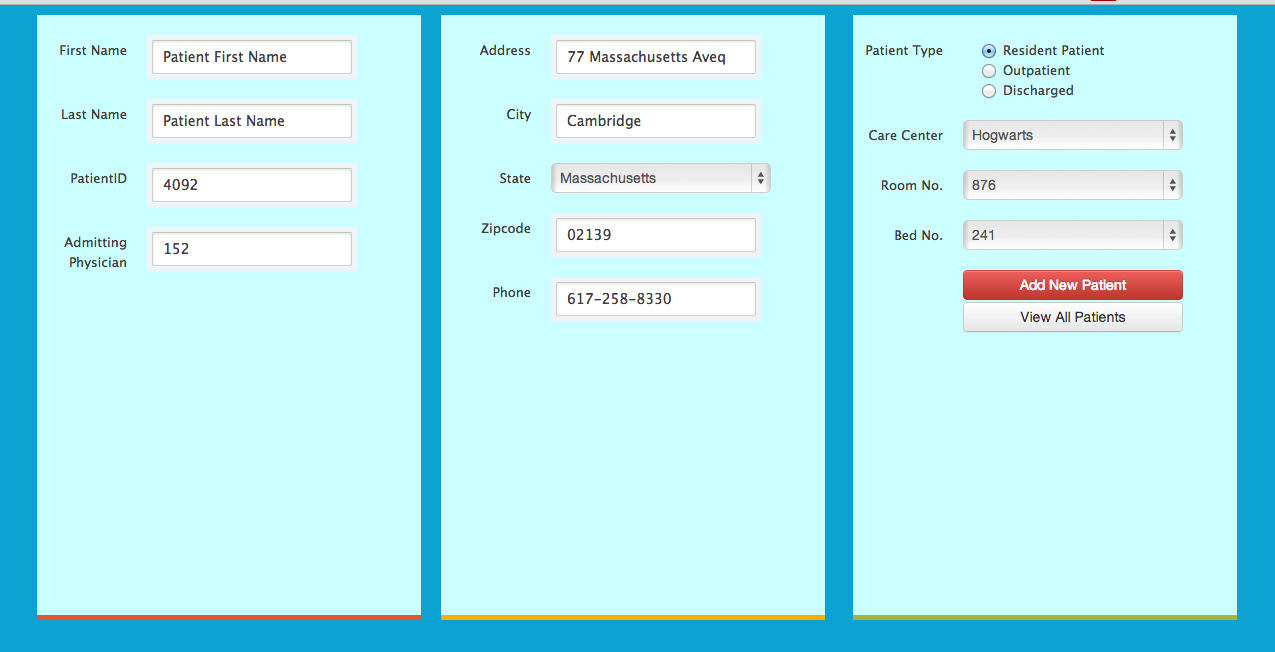 First Name
Patient First Name
Last Name
Patient Last Name
PatientID
4092
Admitting
Physician
152
Address
77 Massachusetts Aveq
City
Cambridge
State
Massachusetts
Zipcode
02139
Phone
617-258-8330
Patient Type
Resident Patient
Outpatient
Discharged
Care Center
Hogwarts
Room No.
876
Bed No.
241
Add New Patient
View All Patients